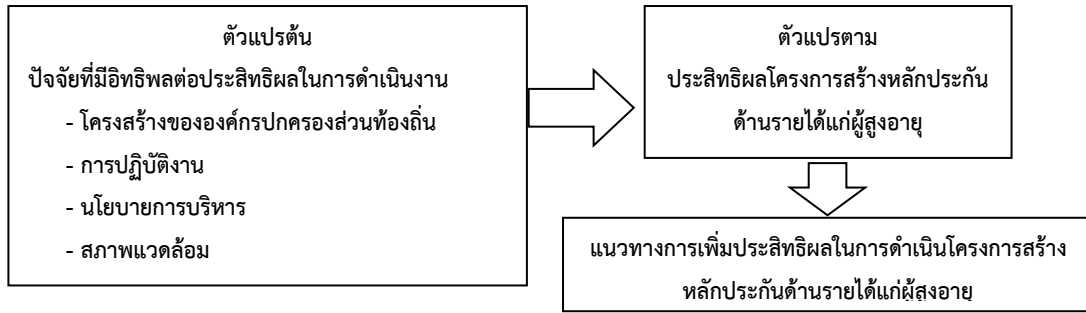 ตัวแปรต้น
ปัจจัยที่มีอิทธิพลต่อประสิทธิผลในการดำเนินงาน
- โครงสร้างขององค์กรปกครองส่วนท้องถิ่น
- การปฏิบัติงาน
- นโยบายการบริหาร
- สภาพแวดล้อม
ตัวแปรตาม
ประสิทธิผลโครงการสร้างหลักประกัน
ด้านรายได้แก่ผู้สูงอายุ
แนวทางการเพิ่มประสิทธิผลในการดำเนินโครงการสร้าง
หลักประกันด้านรายได้แก่ผู้สูงอายุ